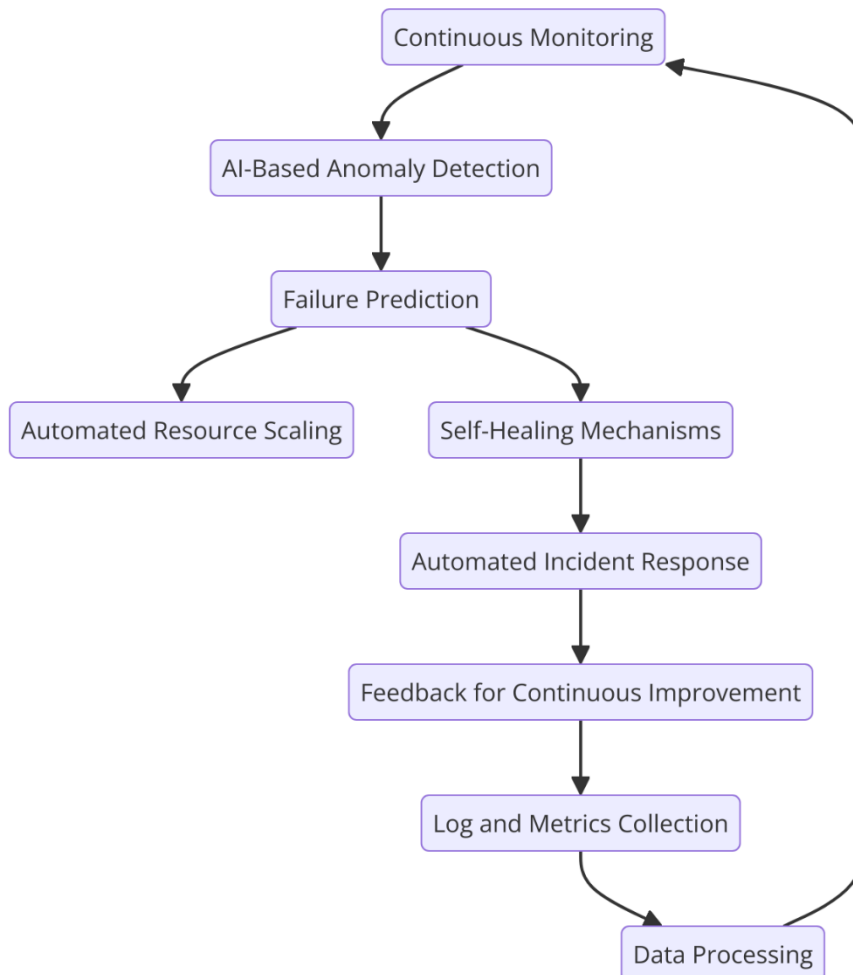 Continuous Monitoring
AI-Based Anomaly Detection
Failure Prediction
Automated Resource Scaling
Self-Healing Mechanisms
Automated Incident Response
Feedback for Continuous Improvement
Log and Metrics Collection
Data Processing